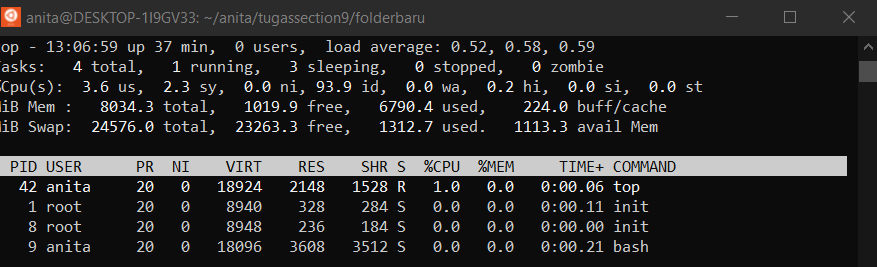 anita@DESKTOP-1I9GV33: ~/anita/tugassection9/folderbaru
op - 13:06:59 up 37 min,  0 users,  load average: 0.52, 0.58, 0.59
asks:   4 total,   1 running,   3 sleeping,   0 stopped,   0 zombie
Cpu(s):  3.6 us,  2.3 sy,  0.0 ni, 93.9 id,  0.0 wa,  0.2 hi,  0.0 si,  0.0 st
iB Mem :   8034.3 total,   1019.9 free,   6790.4 used,    224.0 buff/cache
iB Swap:  24576.0 total,  23263.3 free,   1312.7 used.   1113.3 avail Mem
PID USER      PR  NI    VIRT    RES    SHR S  %CPU  %MEM     TIME+ COMMAND
42 anita     20   0   18924   2148   1528 R   1.0   0.0   0:00.06 top
1 root      20   0    8940    328    284 S   0.0   0.0   0:00.11 init
8 root      20   0    8948    236    184 S   0.0   0.0   0:00.00 init
9 anita     20   0   18096   3608   3512 S   0.0   0.0   0:00.21 bash